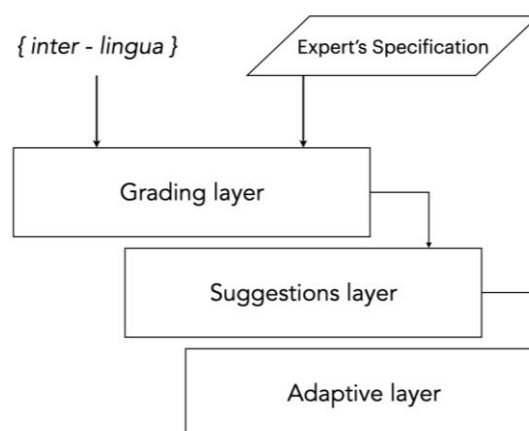 { inter - lingua }
Expert's Specification
Grading layer
Suggestions layer
Adaptive layer